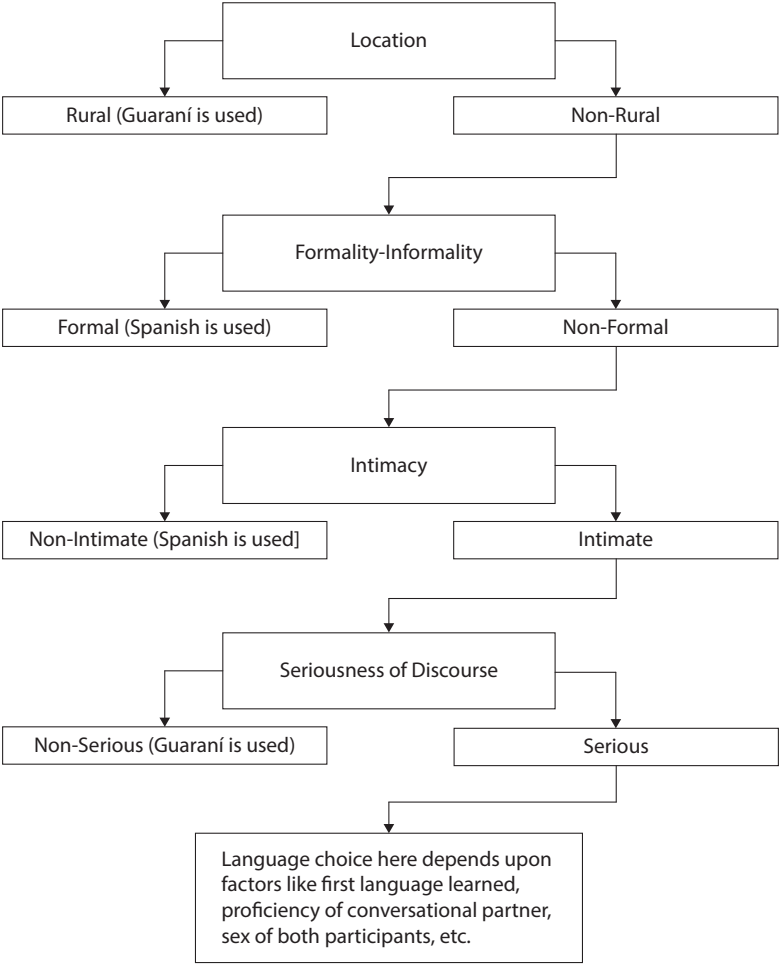 Location
Rural (Guaraní is used)
Non-Rural
Formality-Informality
Formal (Spanish is used)
Non-Formal
Intimacy
Non-Intimate (Spanish is used]
Intimate
Seriousness of Discourse
Non-Serious (Guaraní is used)
Serious
Language choice here depends upon
factors like first language learned,
proficiency of conversational partner,
sex of both participants, etc.